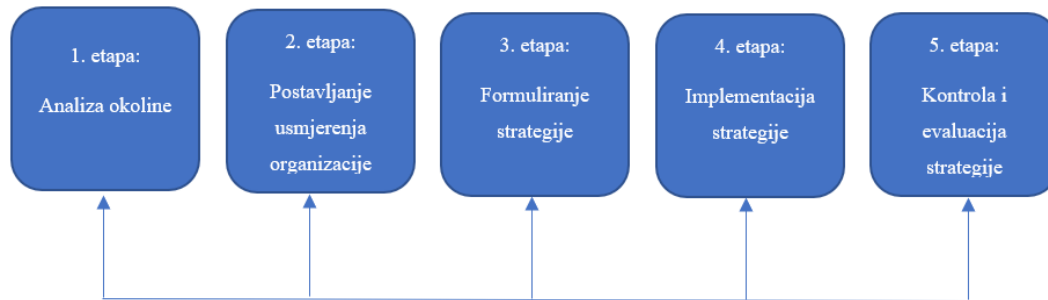 1. etapa:
Analiza okoline
2. etapa:
Postavljanje
usmjerenja
organizacije
3. etapa:
Formuliranje
strategije
4. etapa:
Implementacija
strategije
5. etapa:
Kontrola i
evaluacija
strategije